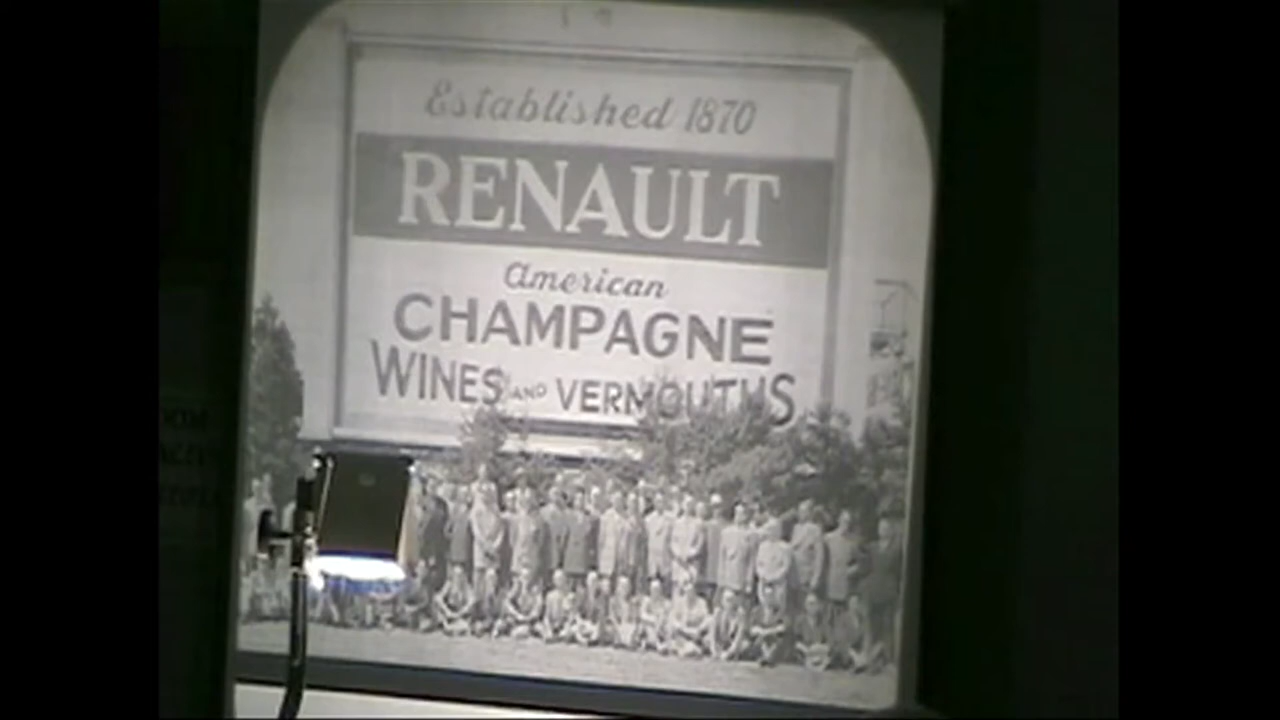 Established 1870
RENAULT
American
CHAMPAGNE
WINES AND VERMOUTHS